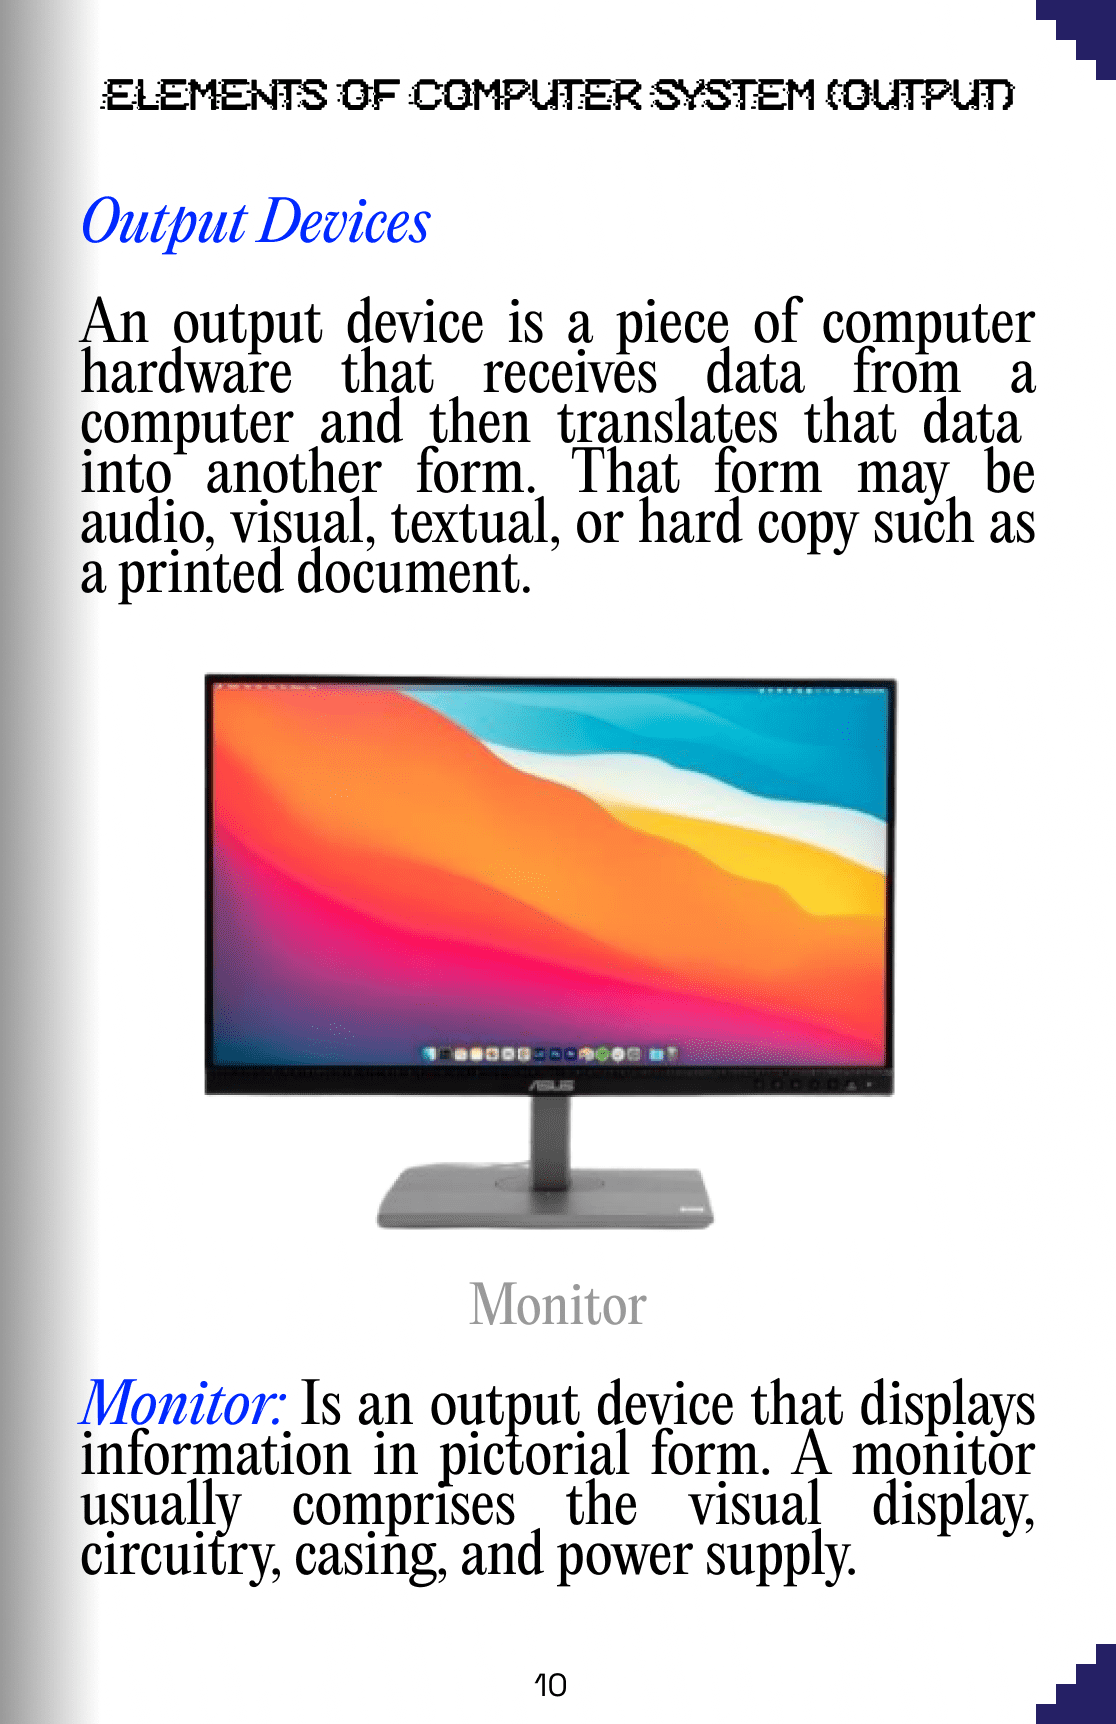 ELEMENTS OF COMPUTER SYSTEM (OUTPUT)
Output Devices
An output device is a piece of computer
hardware that receives data from a
computer and then translates that data
into another form. That form may be
audio, visual, textual, or hard copy such as
a printed document.
ASUS
Monitor
Monitor: Is an output device that displays
information in pictorial form. A monitor
usually comprises the visual display,
circuitry, casing, and power supply.
10